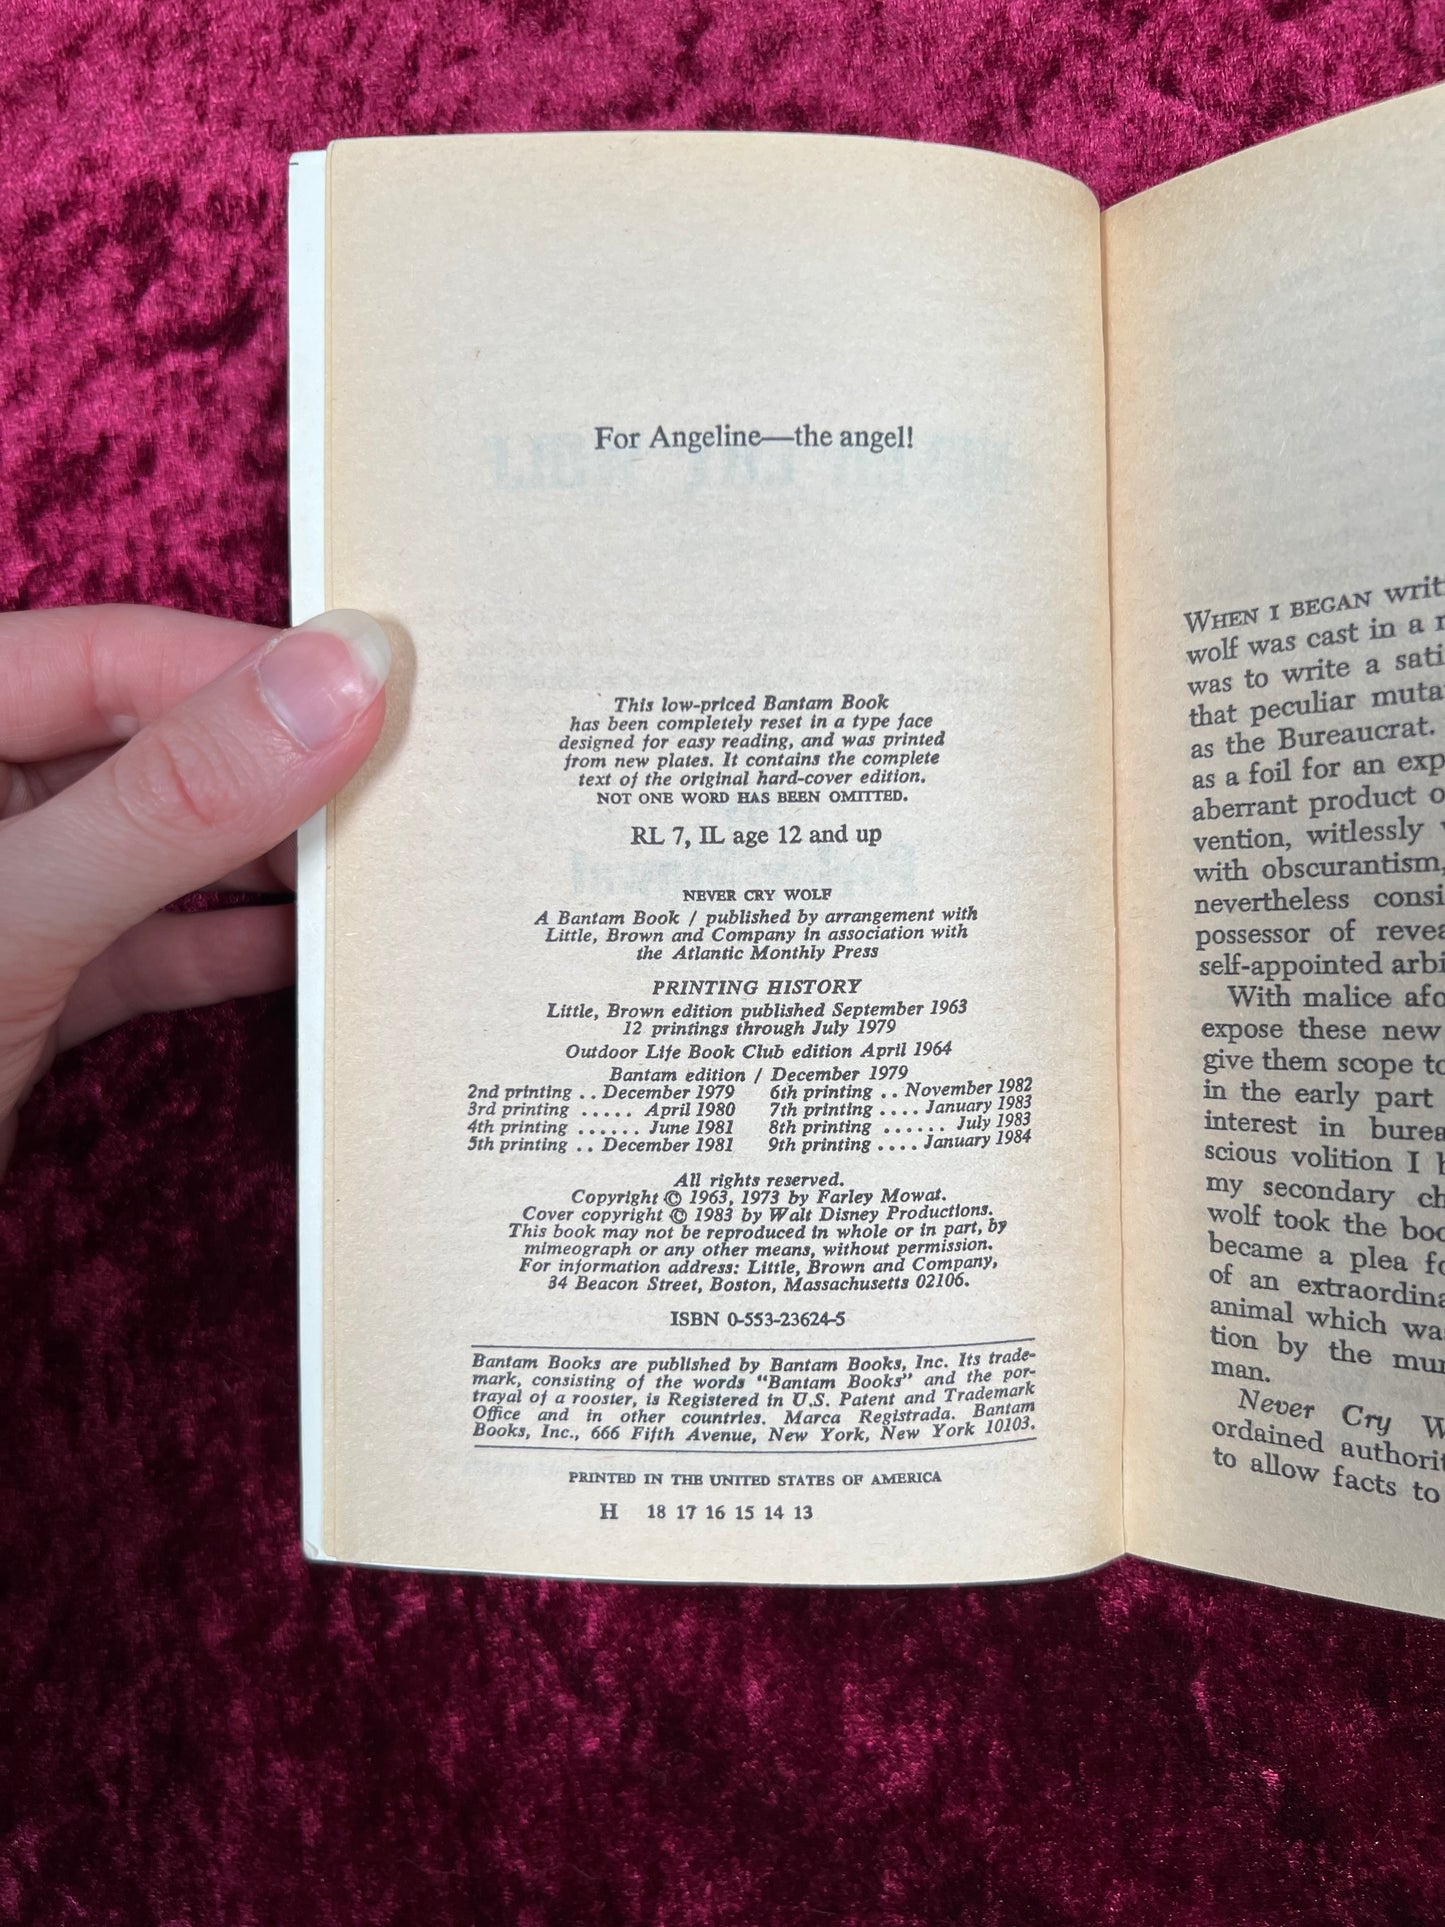 For Angeline—the angel!
This low-priced Bantam Book
has been completely reset in a type face
designed for easy reading, and was printed
from new plates. It contains the complete
text of the original hard-cover edition.
NOT ONE WORD HAS BEEN OMITTED.
RL 7, IL age 12 and up
NEVER CRY WOLF
A Bantam Book / published by arrangement with
Little, Brown and Company in association with
the Atlantic Monthly Press
PRINTING HISTORY
Little, Brown edition published September 1963
12 printings through July 1979
Outdoor Life Book Club edition April 1964
Bantam edition / December 1979
2nd printing .. December 1979 6th printing .. November 1982
3rd printing ..... April 1980 7th printing .... January 1983
4th printing ...... June 1981 8th printing ...... July 1983
5th printing .. December 1981 9th printing .... January 1984
All rights reserved.
Copyright © 1963, 1973 by Farley Mowat.
Cover copyright © 1983 by Walt Disney Productions.
This book may not be reproduced in whole or in part, by
mimeograph or any other means, without permission.
For information address: Little, Brown and Company,
34 Beacon Street, Boston, Massachusetts 02106.
ISBN 0-553-23624-5
Bantam Books are published by Bantam Books, Inc. Its trade-
mark, consisting of the words "Bantam Books" and the por-
trayal of a rooster, is Registered in U.S. Patent and Trademark
Office and in other countries. Marca Registrada. Bantam
Books, Inc., 666 Fifth Avenue, New York, New York 10103.
PRINTED IN THE UNITED STATES OF AMERICA
H 18 17 16 15 14 13
WHEN I BEGAN writ
wolf was cast in a
was to write a sati
that peculiar muta
as the Bureaucrat.
as a foil for an exp
aberrant product o
vention, witlessly
with obscurantism,
nevertheless consi
possessor of revea
self-appointed arbi
With malice afo
expose these new
give them scope to
in the early part
interest in burea
scious volition I
my secondary ch
wolf took the boo
became a plea fo
of an extraordina
animal which wa
tion by the mur
man.
Never Cry W
ordained authorit
to allow facts to